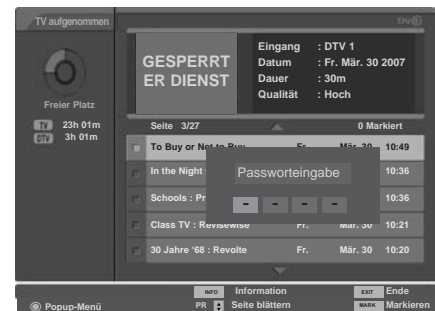 TV aufgenommen
DVD
GESPERRT
ER DIENST
Eingang : DTV 1
Datum : Fr. Mär. 30 2007
Dauer : 30m
Qualität : Hoch
Freier Platz
TV 23h 01m
DTV 3h 01m
Seite 3/27 0 Markiert
To Buy or Not to Buy Fr. Mär. 30 10:49
In the Night 10:36
Passworteingabe
Schools : Pr 10:36
- - - -
Class TV : Revisewise Fr. Mär. 30 10:21
30 Jahre '68 : Revolte Fr. Mär. 30 10:20
INFO Information EXIT Ende
Popup-Menü PR Seite blättern MARK Markieren